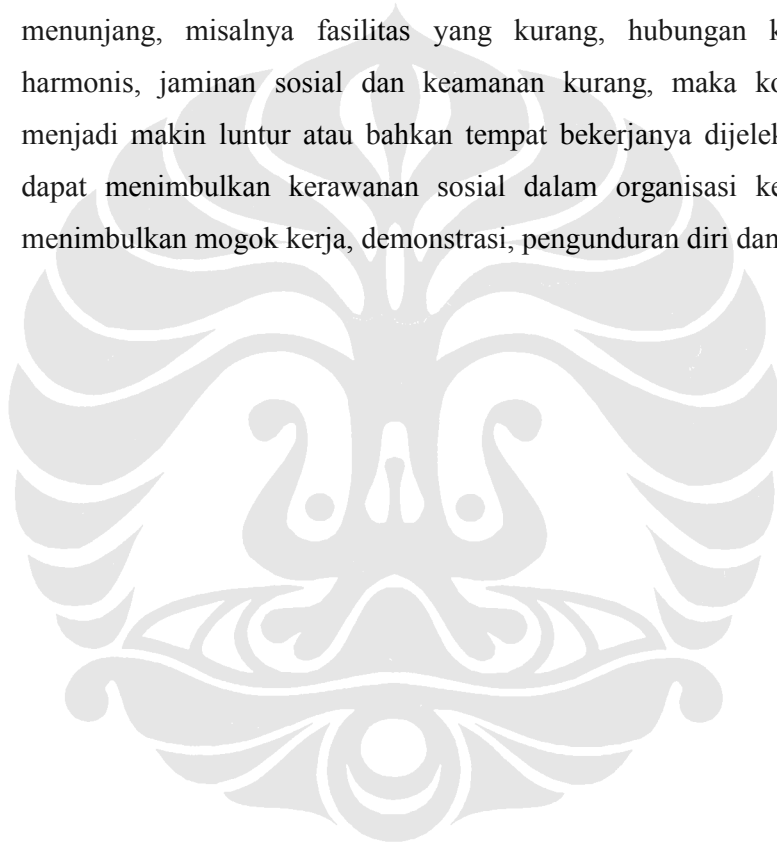 menunjang, misalnya fasilitas yang kurang, hubungan
harmonis, jaminan sosial dan keamanan kurang, maka
menjadi makin luntur atau bahkan tempat bekerjanya
dapat menimbulkan kerawanan sosial dalam organisasi
menimbulkan mogok kerja, demonstrasi, pengunduran diri dan